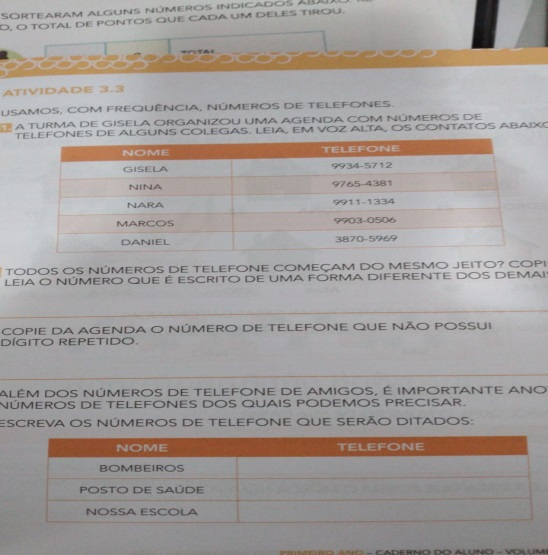 SORTEARAM ALGUNS NÚMEROS INDICADOS
O, O TOTAL DE PONTOS QUE CADA UM DELES TIROU.
TOTAL
ATIVIDADE 3.3
USAMOS, COM FREQUÊNCIA, NÚMEROS DE TELEFONES.
1. A TURMA DE GISELA ORGANIZOU UMA AGENDA COM NÚMEROS DE
TELEFONES DE ALGUNS COLEGAS. LEIA, EM VOZ ALTA, OS CONTATOS ABAIXO
NOME TELEFONE
GISELA 9934-5712
NINA 9765-4381
NARA 9911-1334
MARCOS 9903-0506
DANIEL 3870-5969
TODOS OS NÚMEROS DE TELEFONE COMEÇAM DO MESMO JEITO? COPI
LEIA O NÚMERO QUE É ESCRITO DE UMA FORMA DIFERENTE DOS DEMAIS
COPIE DA AGENDA O NÚMERO DE TELEFONE QUE NÃO POSSUI
DÍGITO REPETIDO.
ALÉM DOS NÚMEROS DE TELEFONE DE AMIGOS, É IMPORTANTE ANO
NÚMEROS DE TELEFONES DOS QUAIS PODEMOS PRECISAR.
ESCREVA OS NÚMEROS DE TELEFONE QUE SERÃO DITADOS:
NOME TELEFONE
BOMBEIROS
POSTO DE SAÚDE
NOSSA ESCOLA
PRIMEIRO ANO – CADERNO DO ALUNO – VOLUM